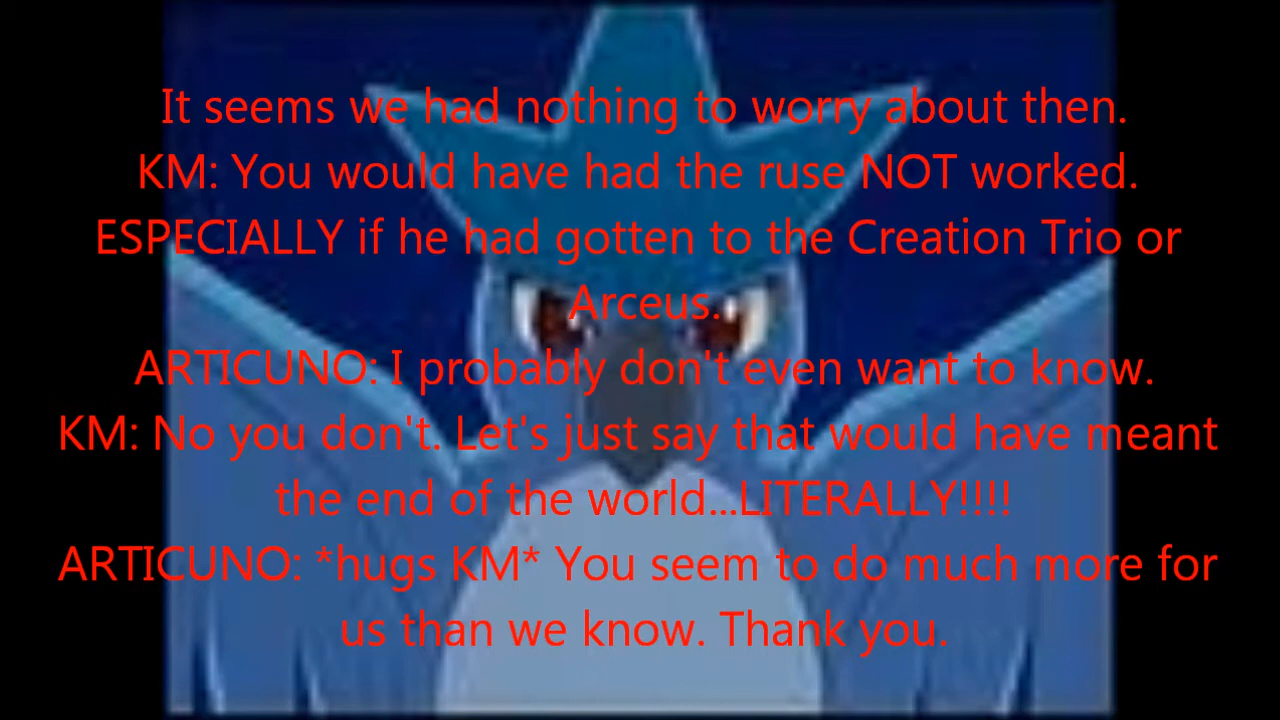 It seems we had nothing to worry about then.
KM: You would have had the ruse NOT worked.
ESPECIALLY if he had gotten to the Creation Trio or
Arceus.
ARTICUNO: I probably don't even want to know.
KM: No you don't. Let's just say that would have meant
the end of the world...LITERALLY!!!!
ARTICUNO: *hugs KM* You seem to do much more for
us than we know. Thank you.